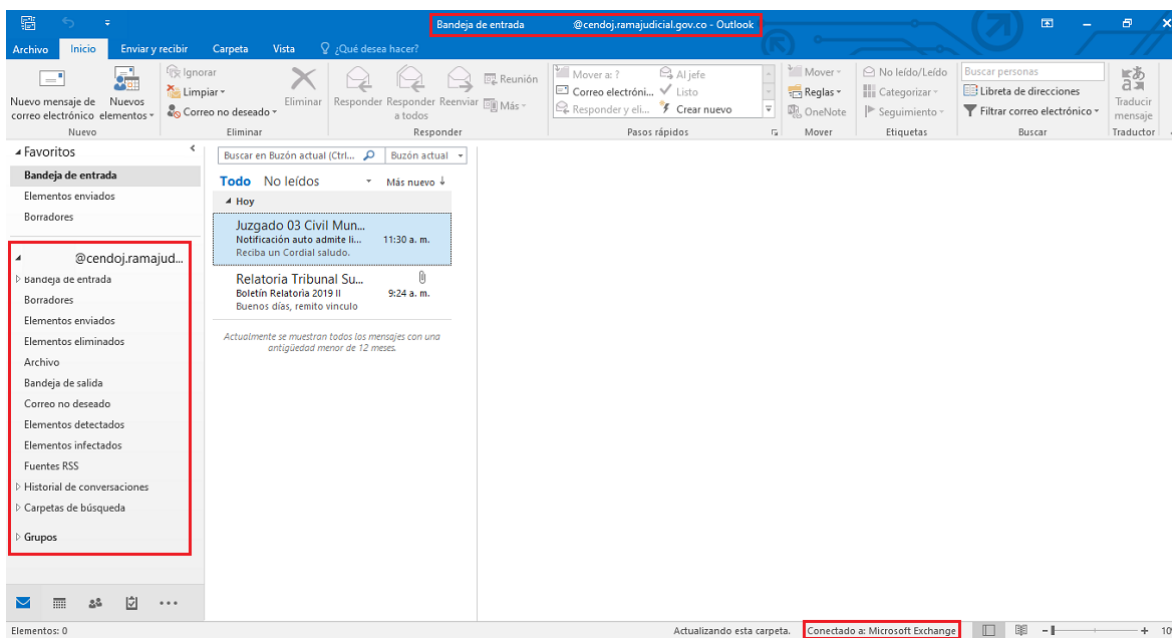 Bandeja de entrada @cendoj.ramajudicial.gov.co - Outlook
Archivo Inicio Enviar y recibir Carpeta Vista ¿Qué desea hacer?
Nuevo mensaje de correo electrónico
Nuevos elementos
Nuevo
Ignorar
Limpiar
Correo no deseado
Eliminar
Eliminar
Responder
Responder a todos
Reenviar
Reunión
Más
Responder
Mover a: ?
Correo electróni...
Responder y eli...
Al jefe
Listo
Crear nuevo
Pasos rápidos
Mover
Reglas
OneNote
Mover
No leído/Leído
Categorizar
Seguimiento
Etiquetas
Buscar personas
Libreta de direcciones
Filtrar correo electrónico
Buscar
Traducir mensaje
Traductor
Favoritos
Bandeja de entrada
Elementos enviados
Borradores
@cendoj.ramajud...
Bandeja de entrada
Borradores
Elementos enviados
Elementos eliminados
Archivo
Bandeja de salida
Correo no deseado
Elementos detectados
Elementos infectados
Fuentes RSS
Historial de conversaciones
Carpetas de búsqueda
Grupos
Buscar en Buzón actual (Ctrl... Buzón actual
Todo No leídos Más nuevo ↓
Hoy
Juzgado 03 Civil Mun...
Notificación auto admite li... 11:30 a. m.
Reciba un Cordial saludo.
Relatoria Tribunal Su...
Boletín Relatoria 2019 II 9:24 a. m.
Buenos días, remito vinculo
Actualmente se muestran todos los mensajes con una
antigüedad menor de 12 meses.
Elementos: 0 Actualizando esta carpeta. Conectado a: Microsoft Exchange